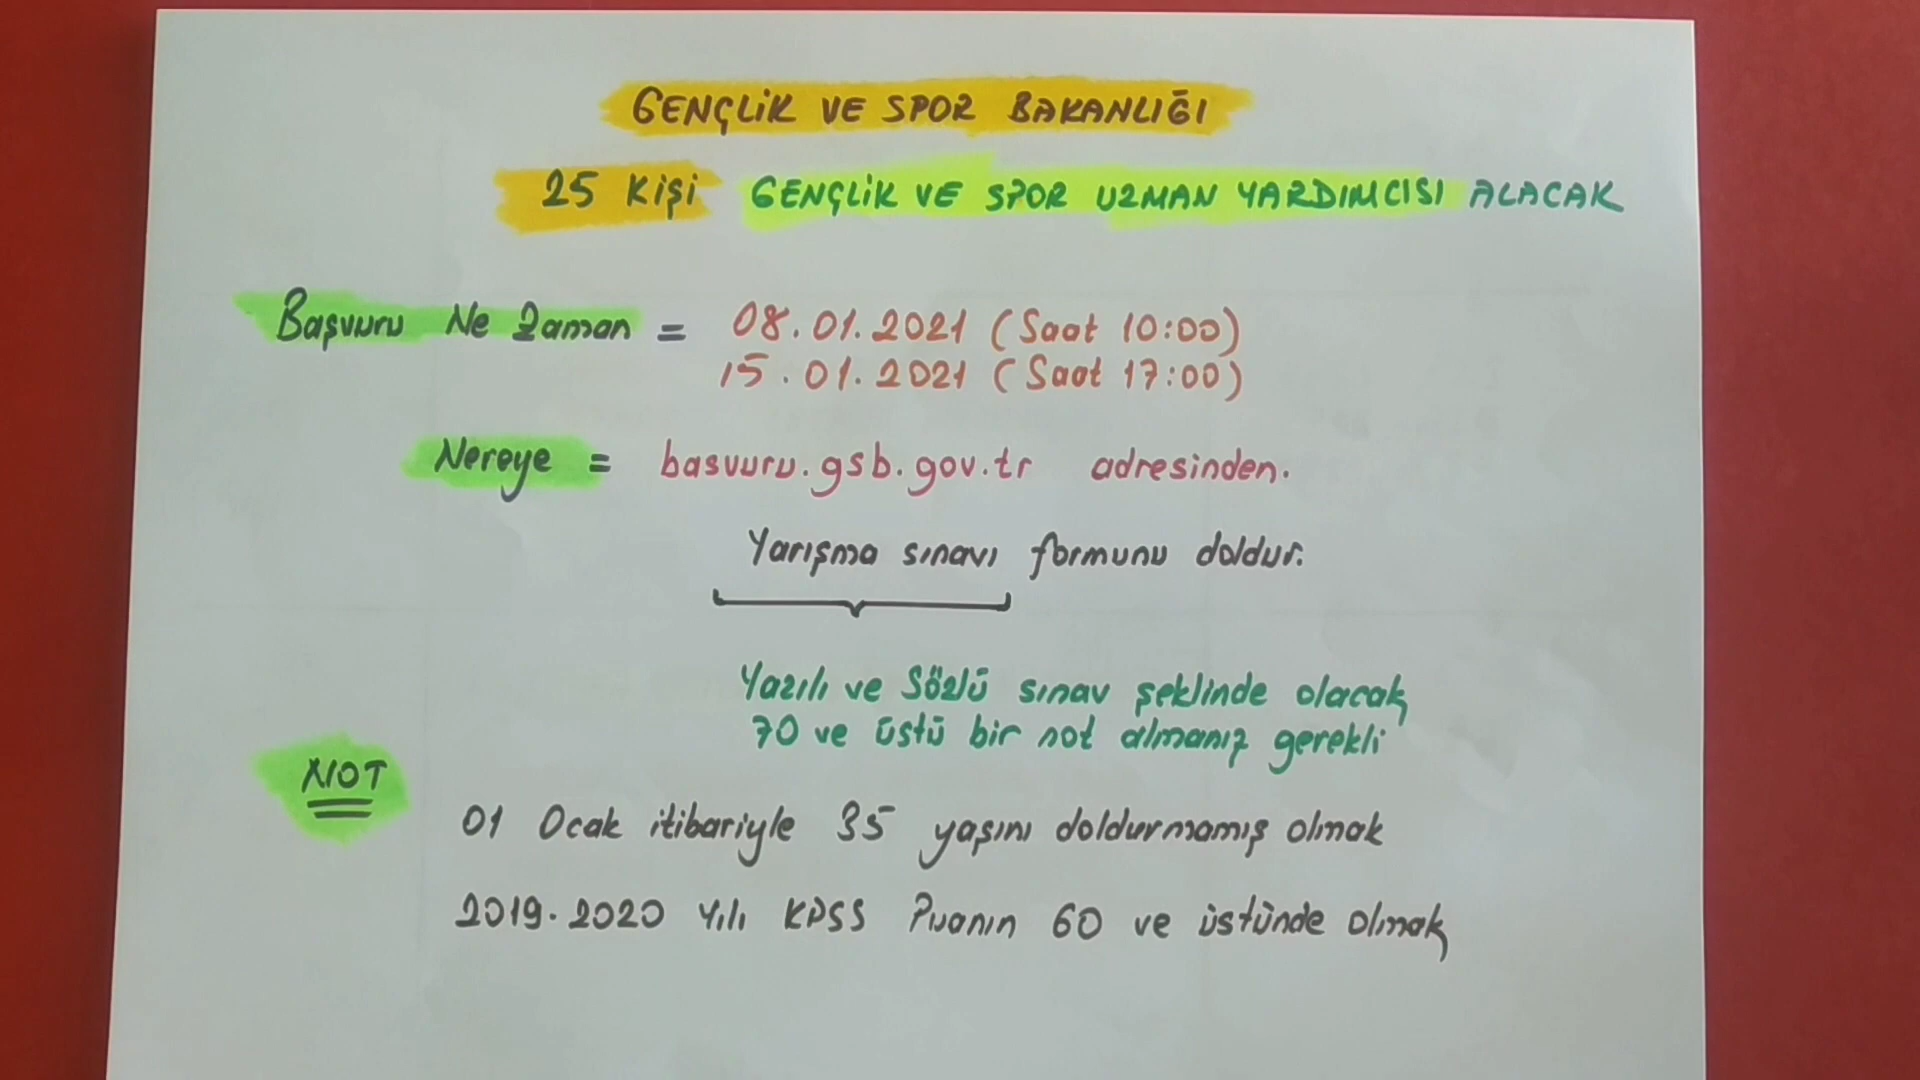 GENÇLİK VE SPOR BAKANLIĞI
25 Kişi GENÇLİK VE SPOR UZMAN YARDIMCISI ALACAK
Başvuru Ne Zaman = 08.01.2021 (Saat 10:00)
15.01.2021 (Saat 17:00)
Nereye = basvuru.gsb.gov.tr adresinden.
Yarışma sınavı formunu doldur.
Yazılı ve Sözlü sınav şeklinde olacak
70 ve üstü bir not almanız gerekli
NOT
01 Ocak itibariyle 35 yaşını doldurmamış olmak
2019-2020 Yılı KPSS Puanın 60 ve üstünde olmak